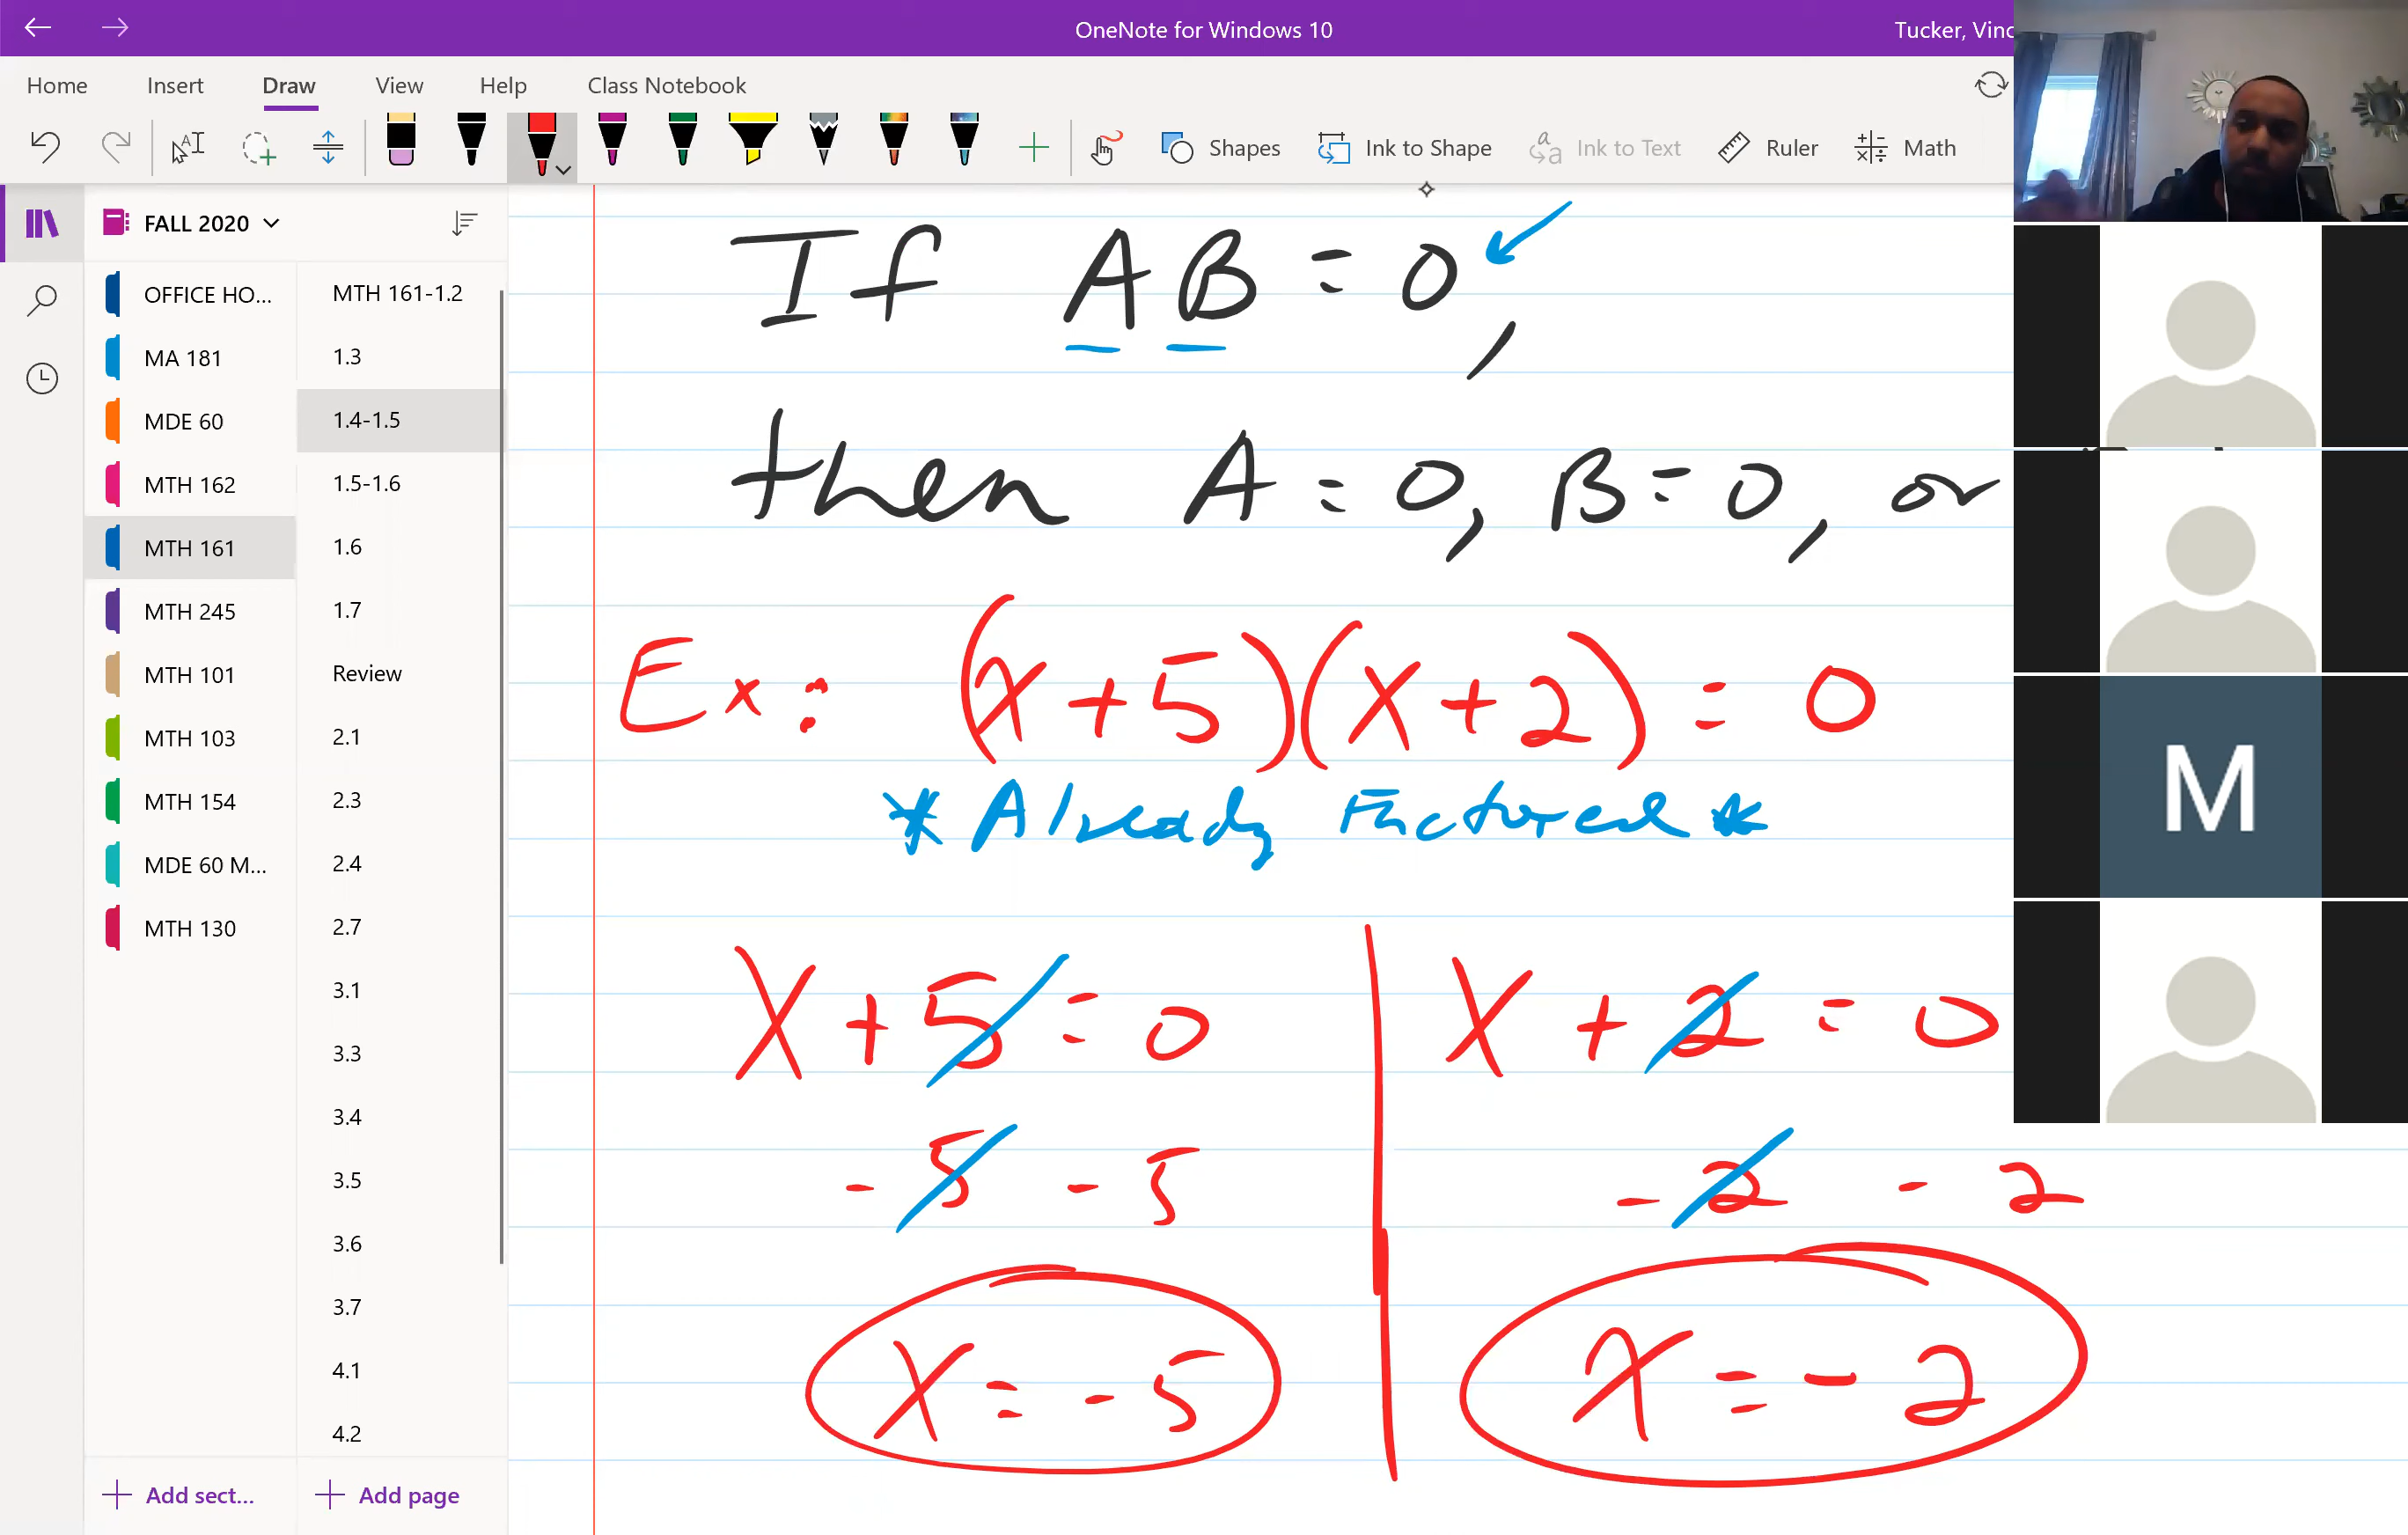 OneNote for Windows 10
Tucker, Vinc
Home Insert Draw View Help Class Notebook
Shapes Ink to Shape Ink to Text Ruler Math
FALL 2020
OFFICE HO...
MA 181
MDE 60
MTH 162
MTH 161
MTH 245
MTH 101
MTH 103
MTH 154
MDE 60 M...
MTH 130
Add sect...
MTH 161-1.2
1.3
1.4-1.5
1.5-1.6
1.6
1.7
Review
2.1
2.3
2.4
2.7
3.1
3.3
3.4
3.5
3.6
3.7
4.1
4.2
Add page
If AB = 0,
then A = 0, B = 0, or
Ex: (x + 5)(x + 2) = 0
* Already Factored *
x + 5 = 0
- 5 - 5
x = - 5
x + 2 = 0
- 2 - 2
x = - 2
M